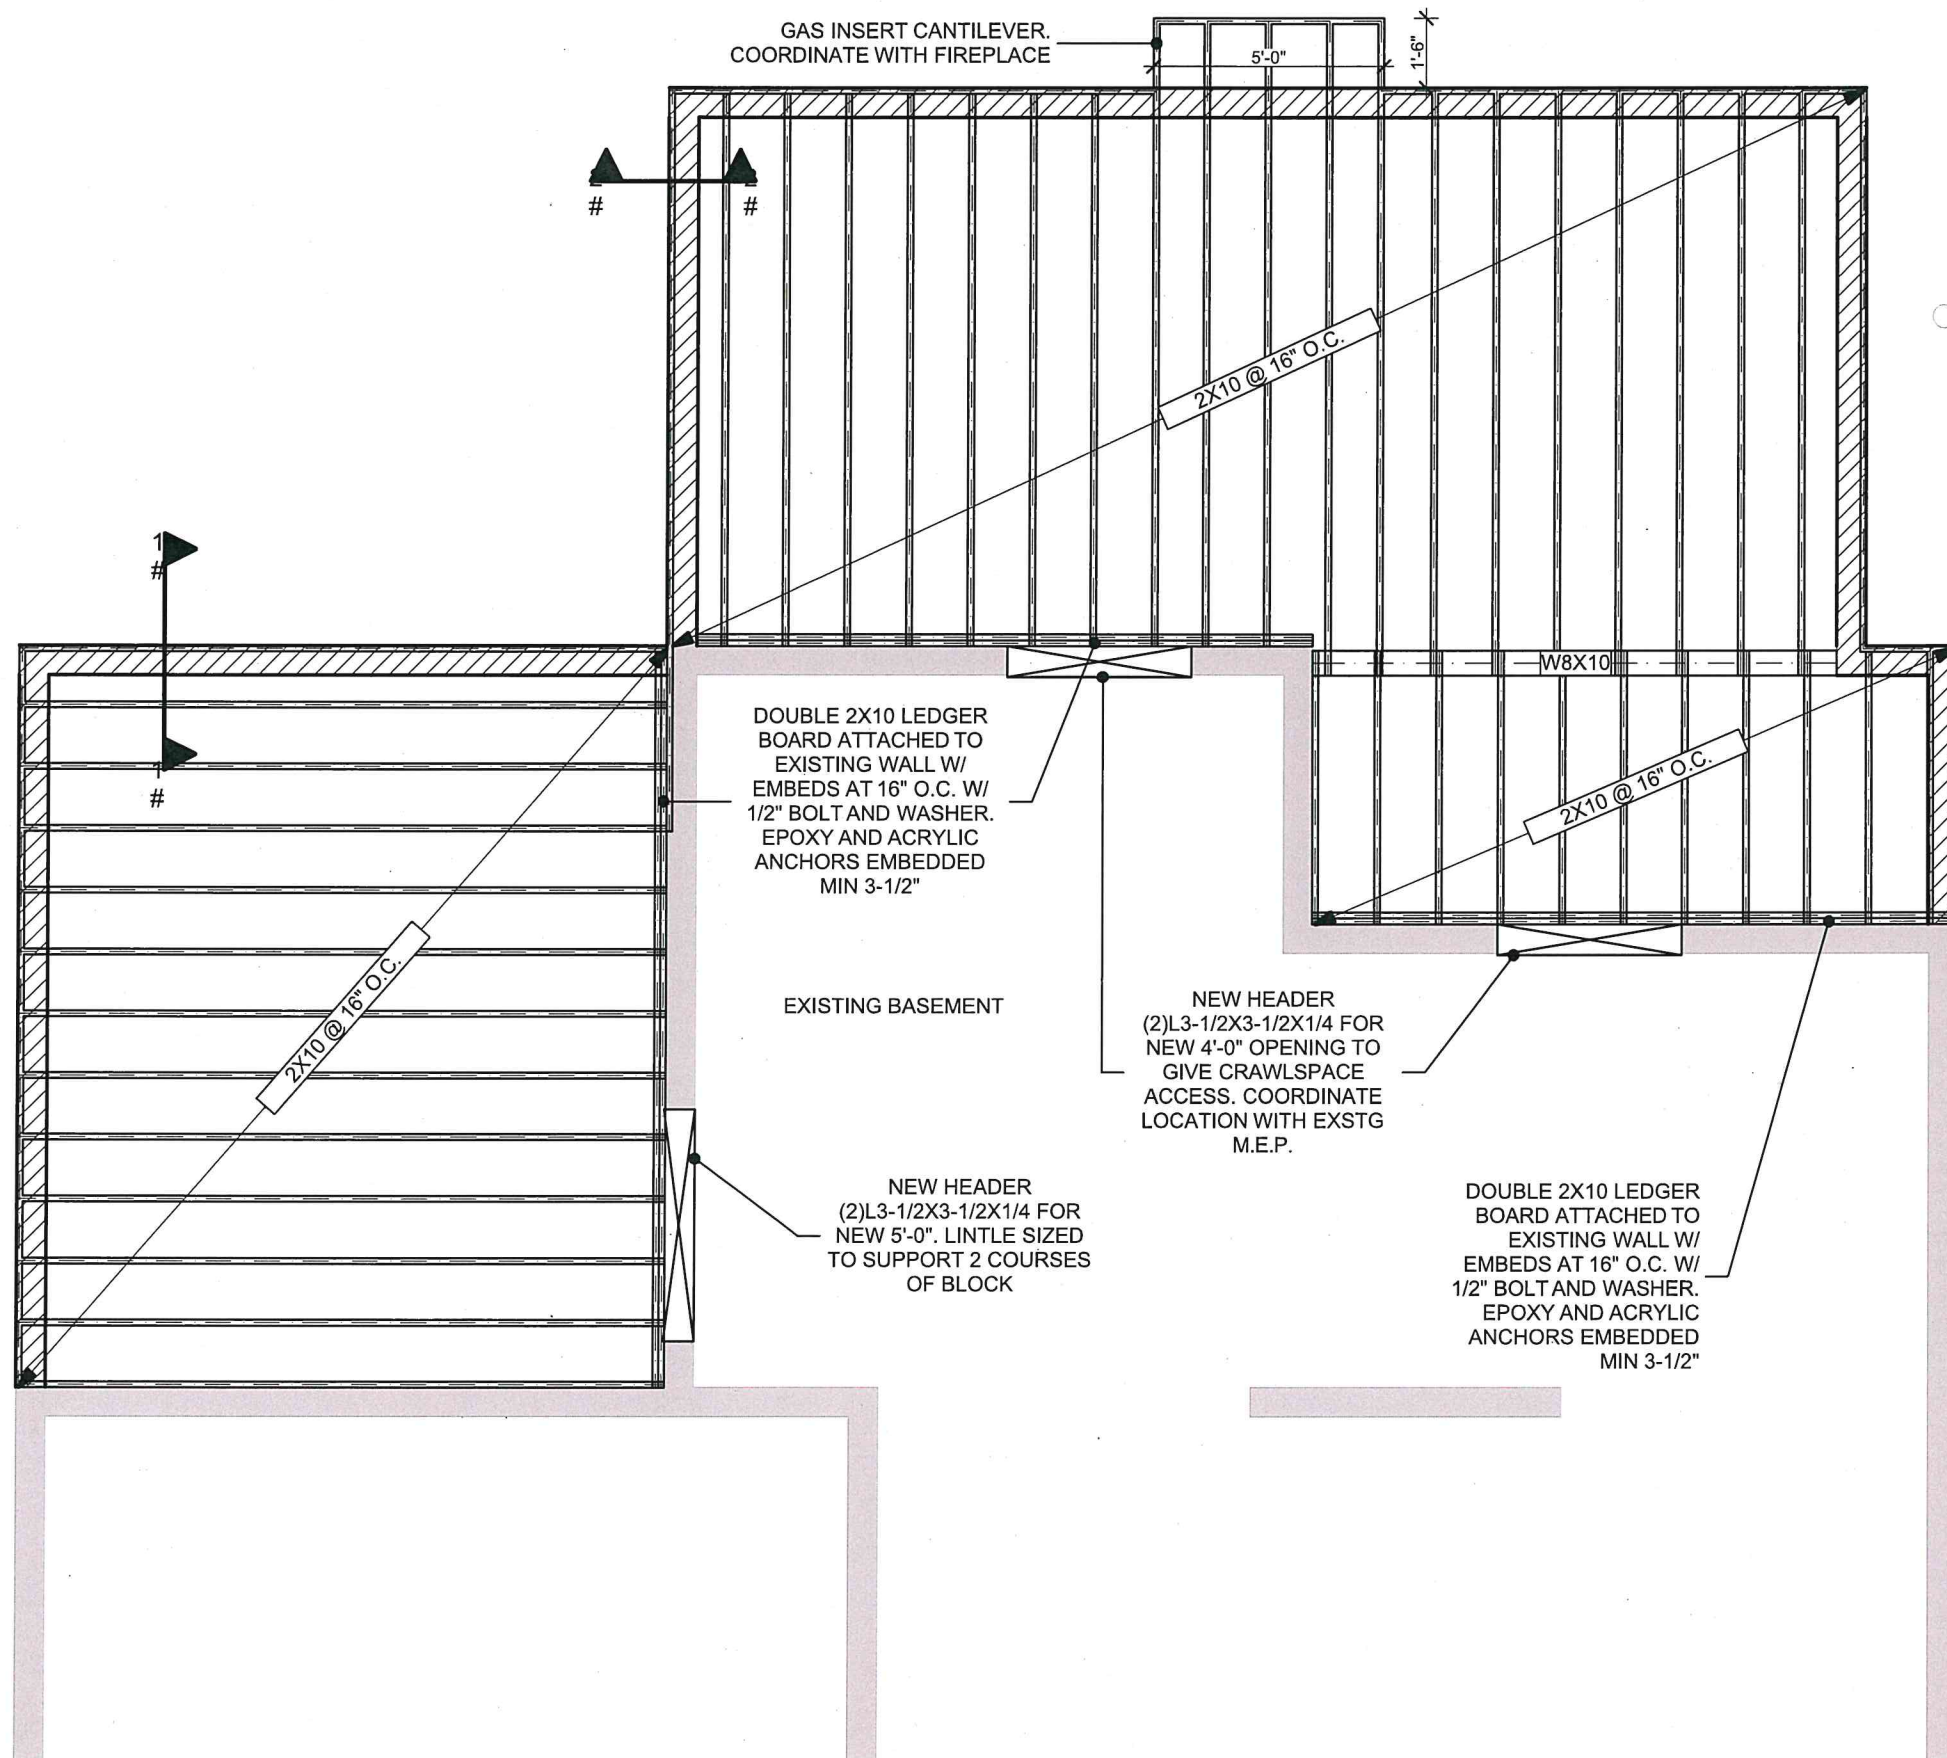 GAS INSERT CANTILEVER.
COORDINATE WITH FIREPLACE
5'-0"
1'-6"
#
#
2X10 @ 16" O.C.
1
#
1
#
W8X10
DOUBLE 2X10 LEDGER
BOARD ATTACHED TO
EXISTING WALL W/
EMBEDS AT 16" O.C. W/
1/2" BOLT AND WASHER.
EPOXY AND ACRYLIC
ANCHORS EMBEDDED
MIN 3-1/2"
2X10 @ 16" O.C.
2X10 @ 16" O.C.
EXISTING BASEMENT
NEW HEADER
(2)L3-1/2X3-1/2X1/4 FOR
NEW 4'-0" OPENING TO
GIVE CRAWLSPACE
ACCESS. COORDINATE
LOCATION WITH EXSTG
M.E.P.
NEW HEADER
(2)L3-1/2X3-1/2X1/4 FOR
NEW 5'-0". LINTLE SIZED
TO SUPPORT 2 COURSES
OF BLOCK
DOUBLE 2X10 LEDGER
BOARD ATTACHED TO
EXISTING WALL W/
EMBEDS AT 16" O.C. W/
1/2" BOLT AND WASHER.
EPOXY AND ACRYLIC
ANCHORS EMBEDDED
MIN 3-1/2"